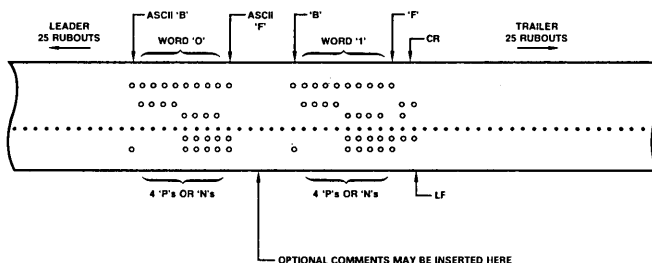 LEADER
25 RUBOUTS
ASCII 'B'
WORD '0'
ASCII
'F'
'B'
WORD '1'
'F'
CR
TRAILER
25 RUBOUTS
4 'P's OR 'N's
4 'P's OR 'N's
LF
OPTIONAL COMMENTS MAY BE INSERTED HERE